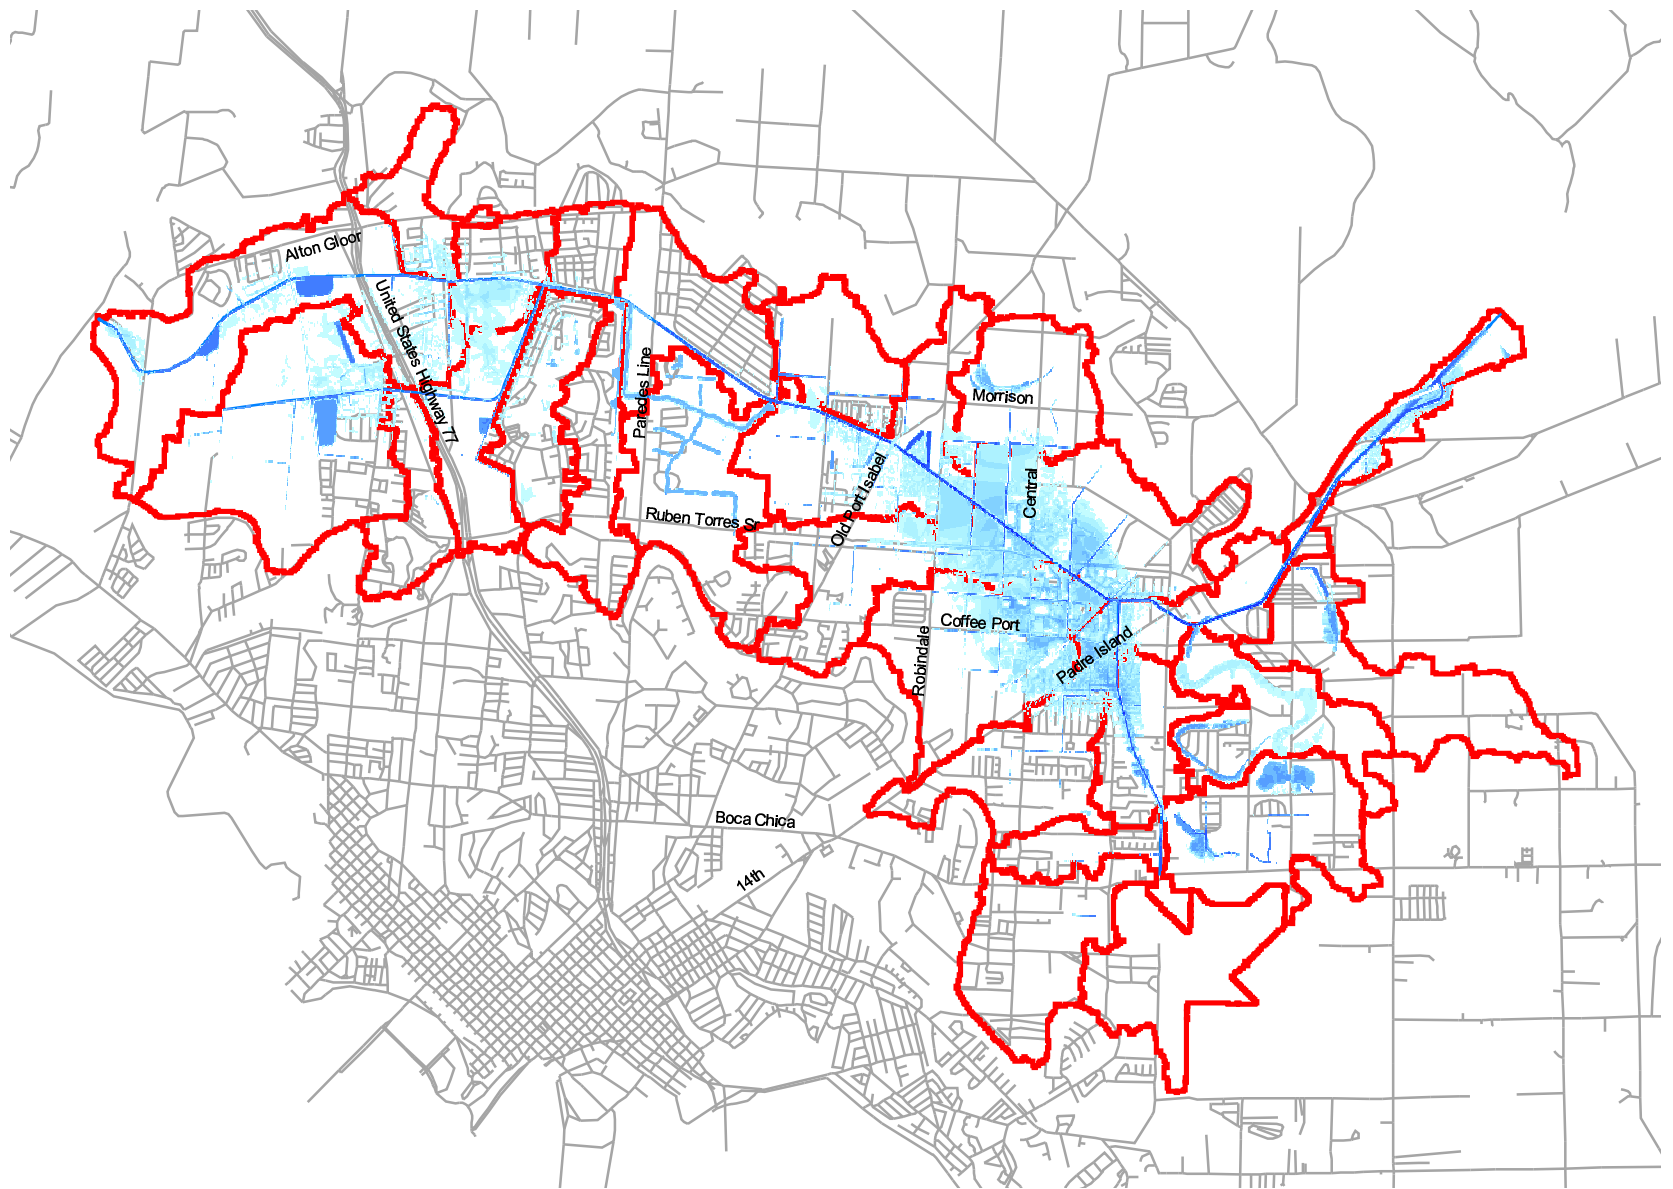 Alton Gloor
United States Highway 77
Paredes Line
Morrison
Old Port Isabel
Central
Ruben Torres Sr
Coffee Port
Robindale
Padre Island
Boca Chica
14th